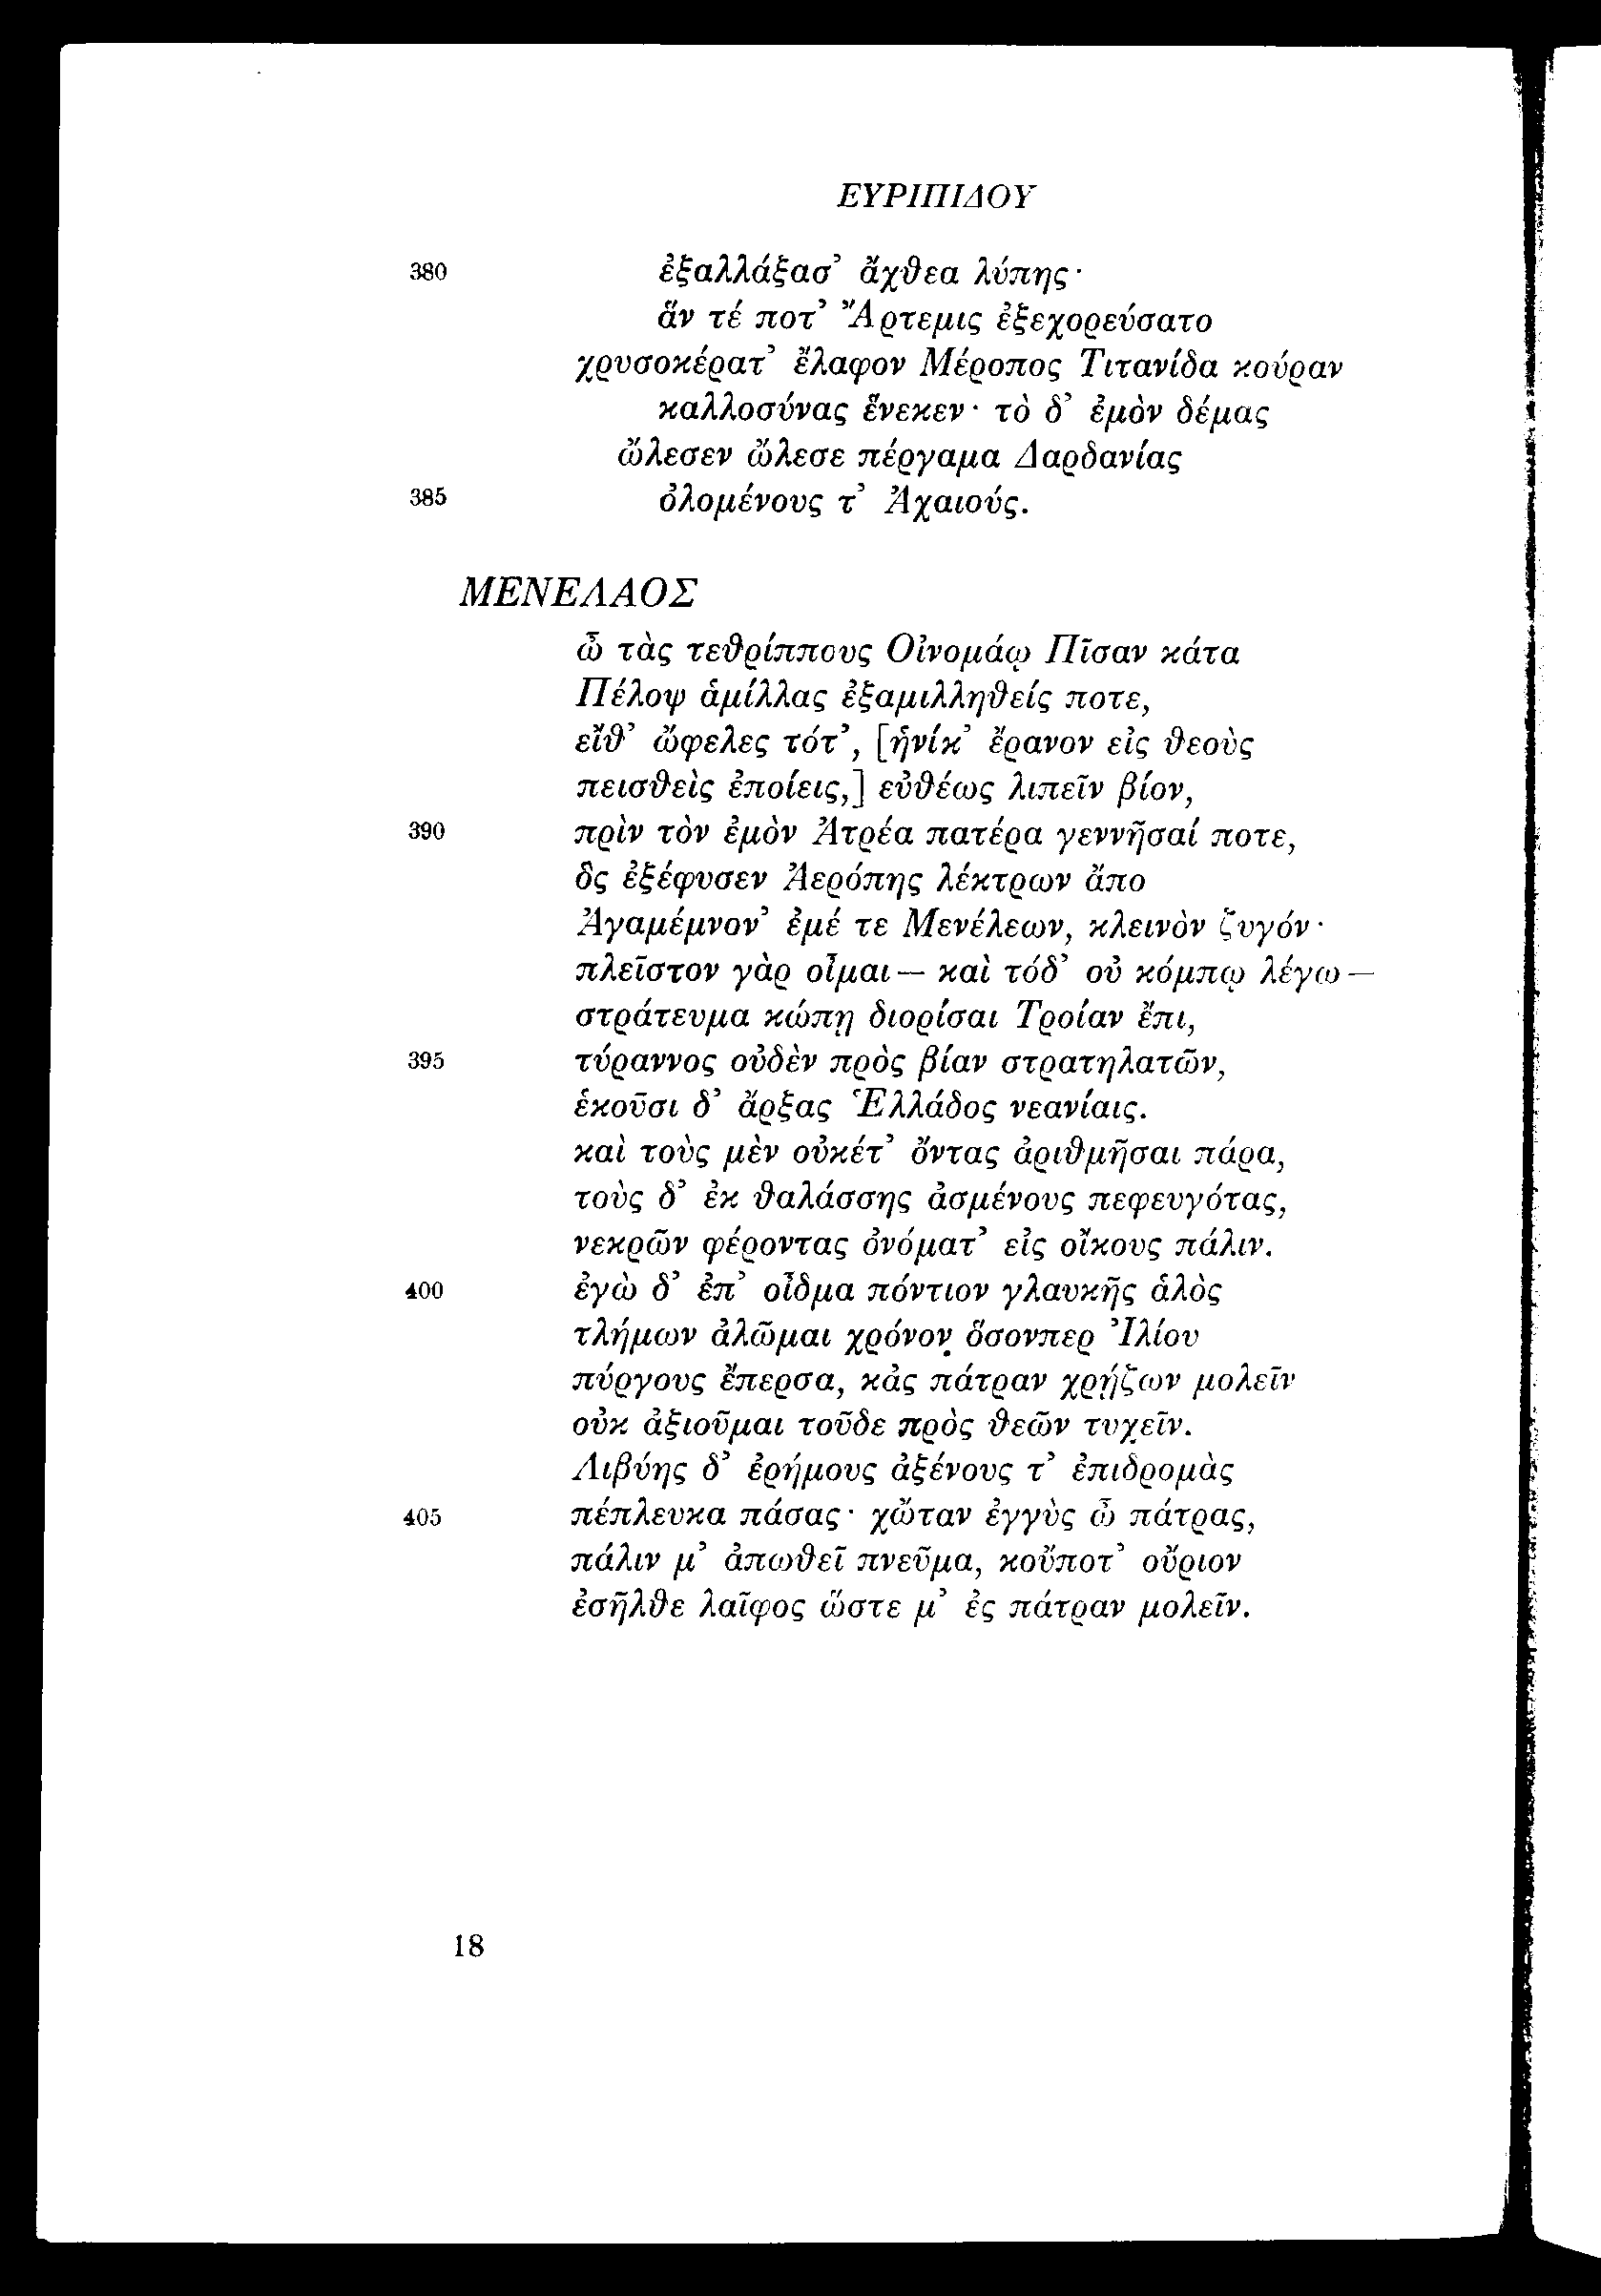 ΕΥΡΙΠΙΔΟΥ
380 ἐξαλλάξασ’ ἄχθεα λύπης·
ἅν τέ ποτ’ Ἄρτεμις ἐξεχορεύσατο
χρυσοκέρατ’ ἔλαφον Μέροπος Τιτανίδα κούραν
καλλοσύνας ἕνεκεν· τὸ δ’ ἐμὸν δέμας
ὤλεσεν ὤλεσε πέργαμα Δαρδανίας
385 ὀλομένους τ’ Ἀχαιούς.
ΜΕΝΕΛΑΟΣ
ὦ τὰς τεθρίππους Οἰνομάῳ Πῖσαν κάτα
Πέλοψ ἁμίλλας ἐξαμιλληθείς ποτε,
εἴθ’ ὤφελες τότ’, [ἡνίκ’ ἔρανον εἰς θεοὺς
πεισθεὶς ἐποίεις,] εὐθέως λιπεῖν βίον,
390 πρὶν τὸν ἐμὸν Ἀτρέα πατέρα γεννῆσαί ποτε,
ὃς ἐξέφυσεν Ἀερόπης λέκτρων ἄπο
Ἀγαμέμνον’ ἐμέ τε Μενέλεων, κλεινὸν ζυγόν·
πλεῖστον γὰρ οἶμαι — καὶ τόδ’ οὐ κόμπῳ λέγω —
στράτευμα κώπῃ διορίσαι Τροίαν ἔπι,
395 τύραννος οὐδὲν πρὸς βίαν στρατηλατῶν,
ἑκοῦσι δ’ ἄρξας Ἑλλάδος νεανίαις.
καὶ τοὺς μὲν οὐκέτ’ ὄντας ἀριθμῆσαι πάρα,
τοὺς δ’ ἐκ θαλάσσης ἀσμένους πεφευγότας,
νεκρῶν φέροντας ὀνόματ’ εἰς οἴκους πάλιν.
400 ἐγὼ δ’ ἐπ’ οἶδμα πόντιον γλαυκῆς ἁλὸς
τλήμων ἀλῶμαι χρόνον ὅσονπερ Ἰλίου
πύργους ἔπερσα, κἀς πάτραν χρῄζων μολεῖν
οὐκ ἀξιοῦμαι τοῦδε πρὸς θεῶν τυχεῖν.
Λιβύης δ’ ἐρήμους ἀξένους τ’ ἐπιδρομὰς
405 πέπλευκα πάσας· χὤταν ἐγγὺς ὦ πάτρας,
πάλιν μ’ ἀπωθεῖ πνεῦμα, κοὔποτ’ οὔριον
ἐσῆλθε λαῖφος ὥστε μ’ ἐς πάτραν μολεῖν.
18